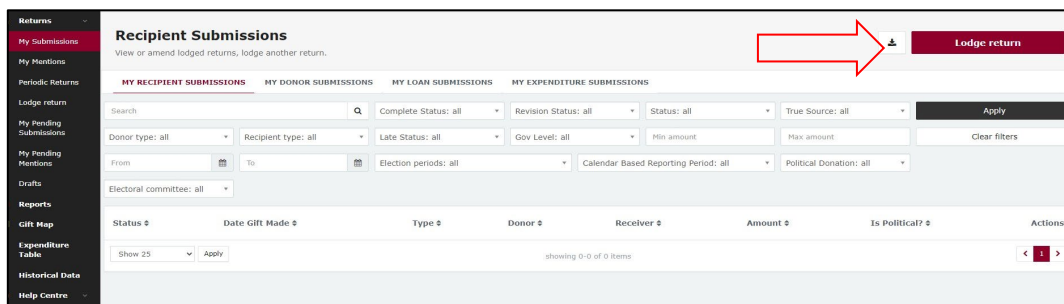 Returns
My Submissions
My Mentions
Periodic Returns
Lodge return
My Pending
Submissions
My Pending
Mentions
Drafts
Reports
Gift Map
Expenditure
Table
Historical Data
Help Centre
Recipient Submissions
View or amend lodged returns, lodge another return.
Lodge return
MY RECIPIENT SUBMISSIONS MY DONOR SUBMISSIONS MY LOAN SUBMISSIONS MY EXPENDITURE SUBMISSIONS
Search Complete Status: all Revision Status: all Status: all True Source: all Apply
Donor type: all Recipient type: all Late Status: all Gov Level: all Min amount Max amount Clear filters
From To Election periods: all Calendar Based Reporting Period: all Political Donation: all
Electoral committee: all
Status Date Gift Made Type Donor Receiver Amount Is Political? Actions
Show 25 Apply showing 0-0 of 0 items < 1 >